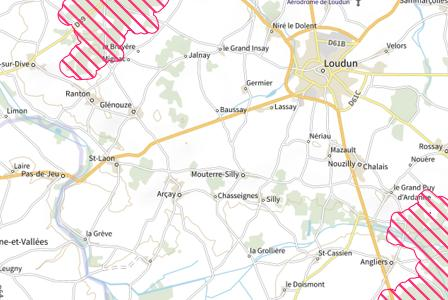 Aérodrome de Loudun
Sammarçolles
Niré le Dolent
D61B
le Grand Insay
Velors
Jalnay
-sur-Dive
Loudun
Germier
D61C
Ranton
Glénouze
Baussay
Lassay
Limon
Nériau
Rossay
Mazault
Nouère
St-Laon
Nouzilly
Chalais
Laire
Pas-de-Jeu
Mouterre-Silly
le Grand Puy
d'Ardanne
Arçay
Chasseignes
Silly
la Grève
ne-et-Vallées
la Grollière
St-Cassien
Angliers
Leugny
le Doismont